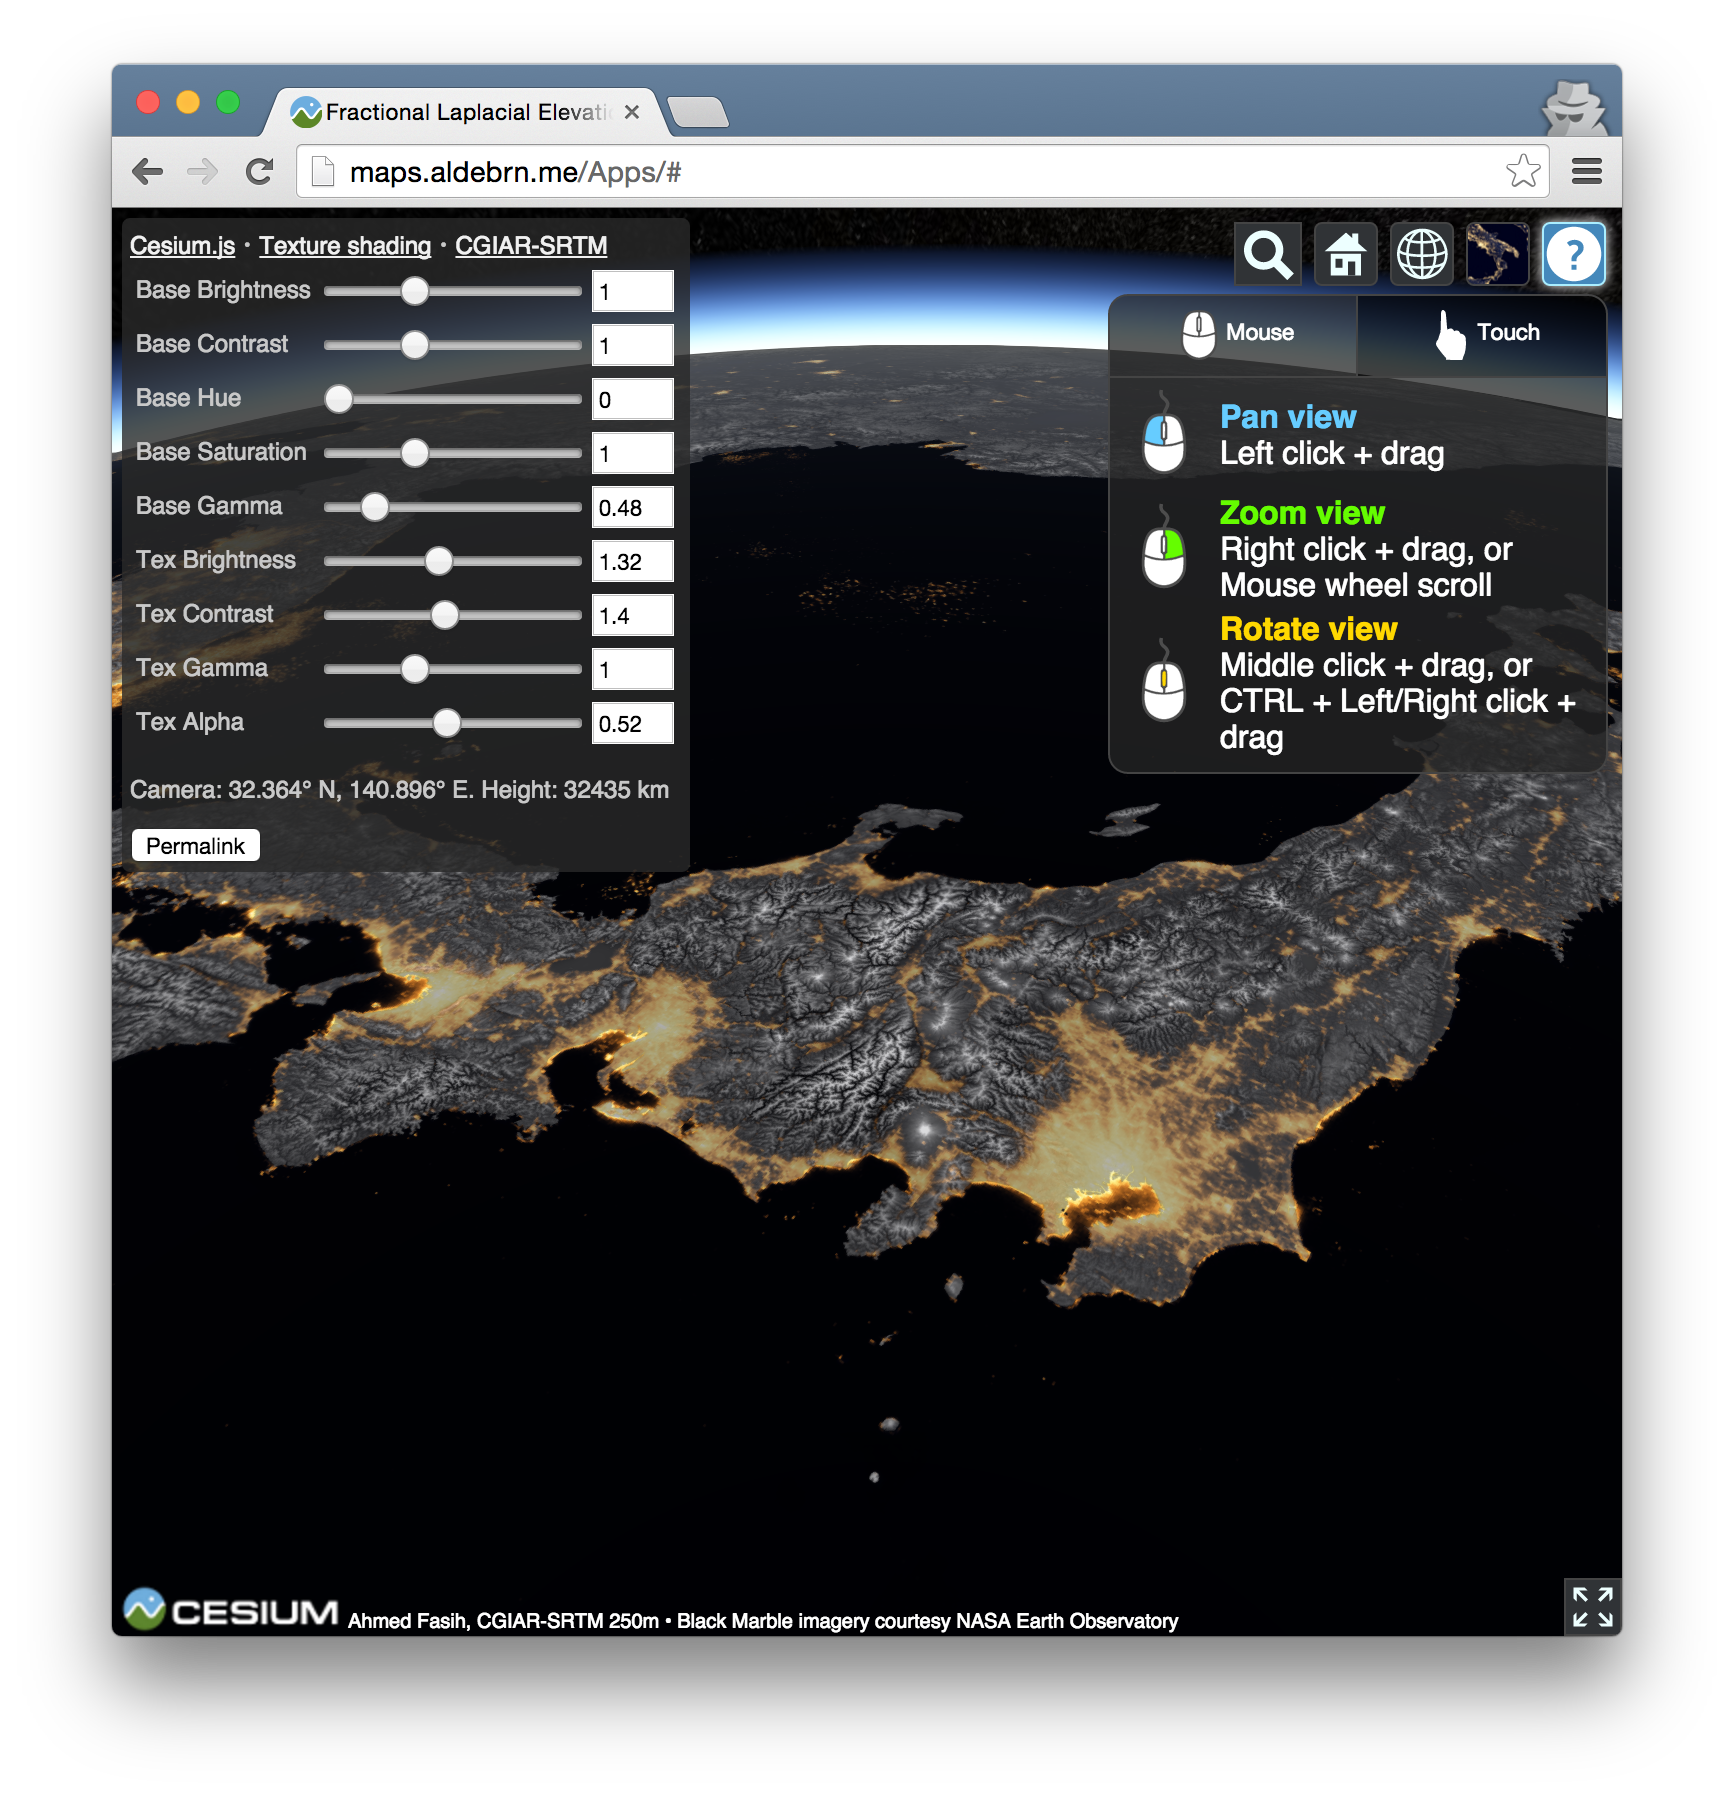 Fractional Laplacial Elevati
maps.aldebrn.me/Apps/#
Cesium.js • Texture shading • CGIAR-SRTM
Base Brightness 1
Base Contrast 1
Base Hue 0
Base Saturation 1
Base Gamma 0.48
Tex Brightness 1.32
Tex Contrast 1.4
Tex Gamma 1
Tex Alpha 0.52
Camera: 32.364° N, 140.896° E. Height: 32435 km
Permalink
?
Mouse
Touch
Pan view
Left click + drag
Zoom view
Right click + drag, or
Mouse wheel scroll
Rotate view
Middle click + drag, or
CTRL + Left/Right click +
drag
CESIUM
Ahmed Fasih, CGIAR-SRTM 250m • Black Marble imagery courtesy NASA Earth Observatory